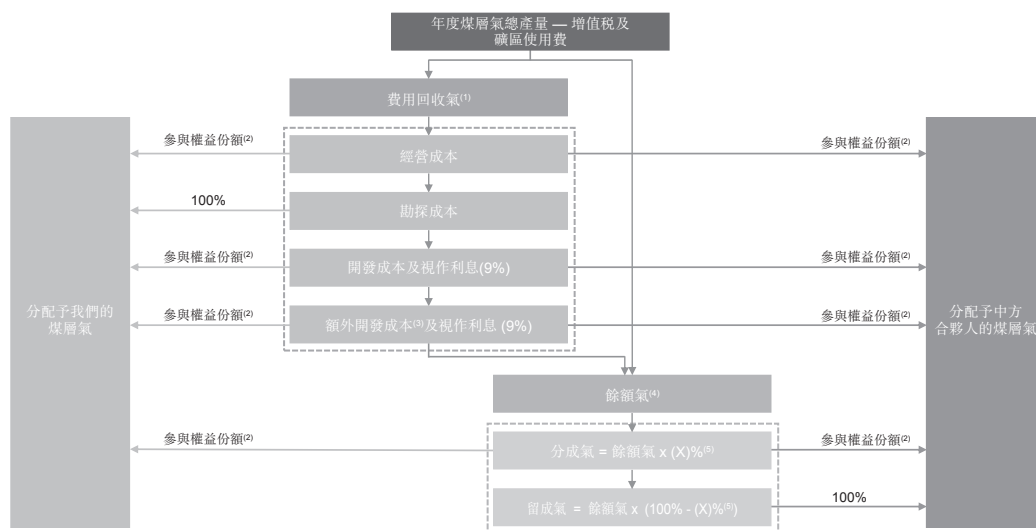 年度煤層氣總產量 — 增值税及
礦區使用費
費用回收氣(1)
參與權益份額(2)
經營成本
參與權益份額(2)
100%
勘探成本
參與權益份額(2)
開發成本及視作利息(9%)
參與權益份額(2)
分配予我們的
煤層氣
參與權益份額(2)
額外開發成本(3)及視作利息 (9%)
參與權益份額(2)
分配予中方
合夥人的煤層氣
餘額氣(4)
參與權益份額(2)
分成氣 = 餘額氣 x (X)%(5)
參與權益份額(2)
留成氣 = 餘額氣 x (100% - (X)%(5))
100%